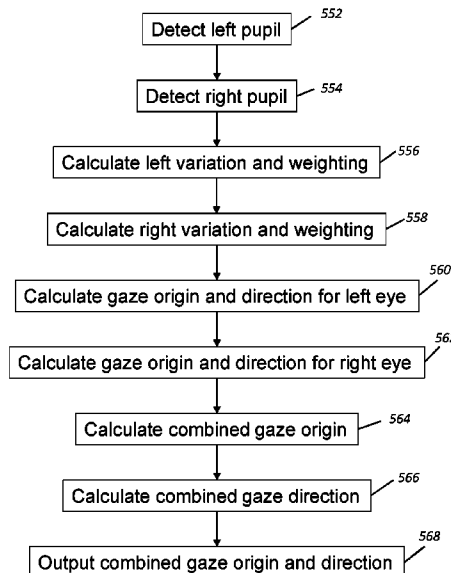 552
Detect left pupil
554
Detect right pupil
556
Calculate left variation and weighting
558
Calculate right variation and weighting
560
Calculate gaze origin and direction for left eye
Calculate gaze origin and direction for right eye
564
Calculate combined gaze origin
566
Calculate combined gaze direction
568
Output combined gaze origin and direction